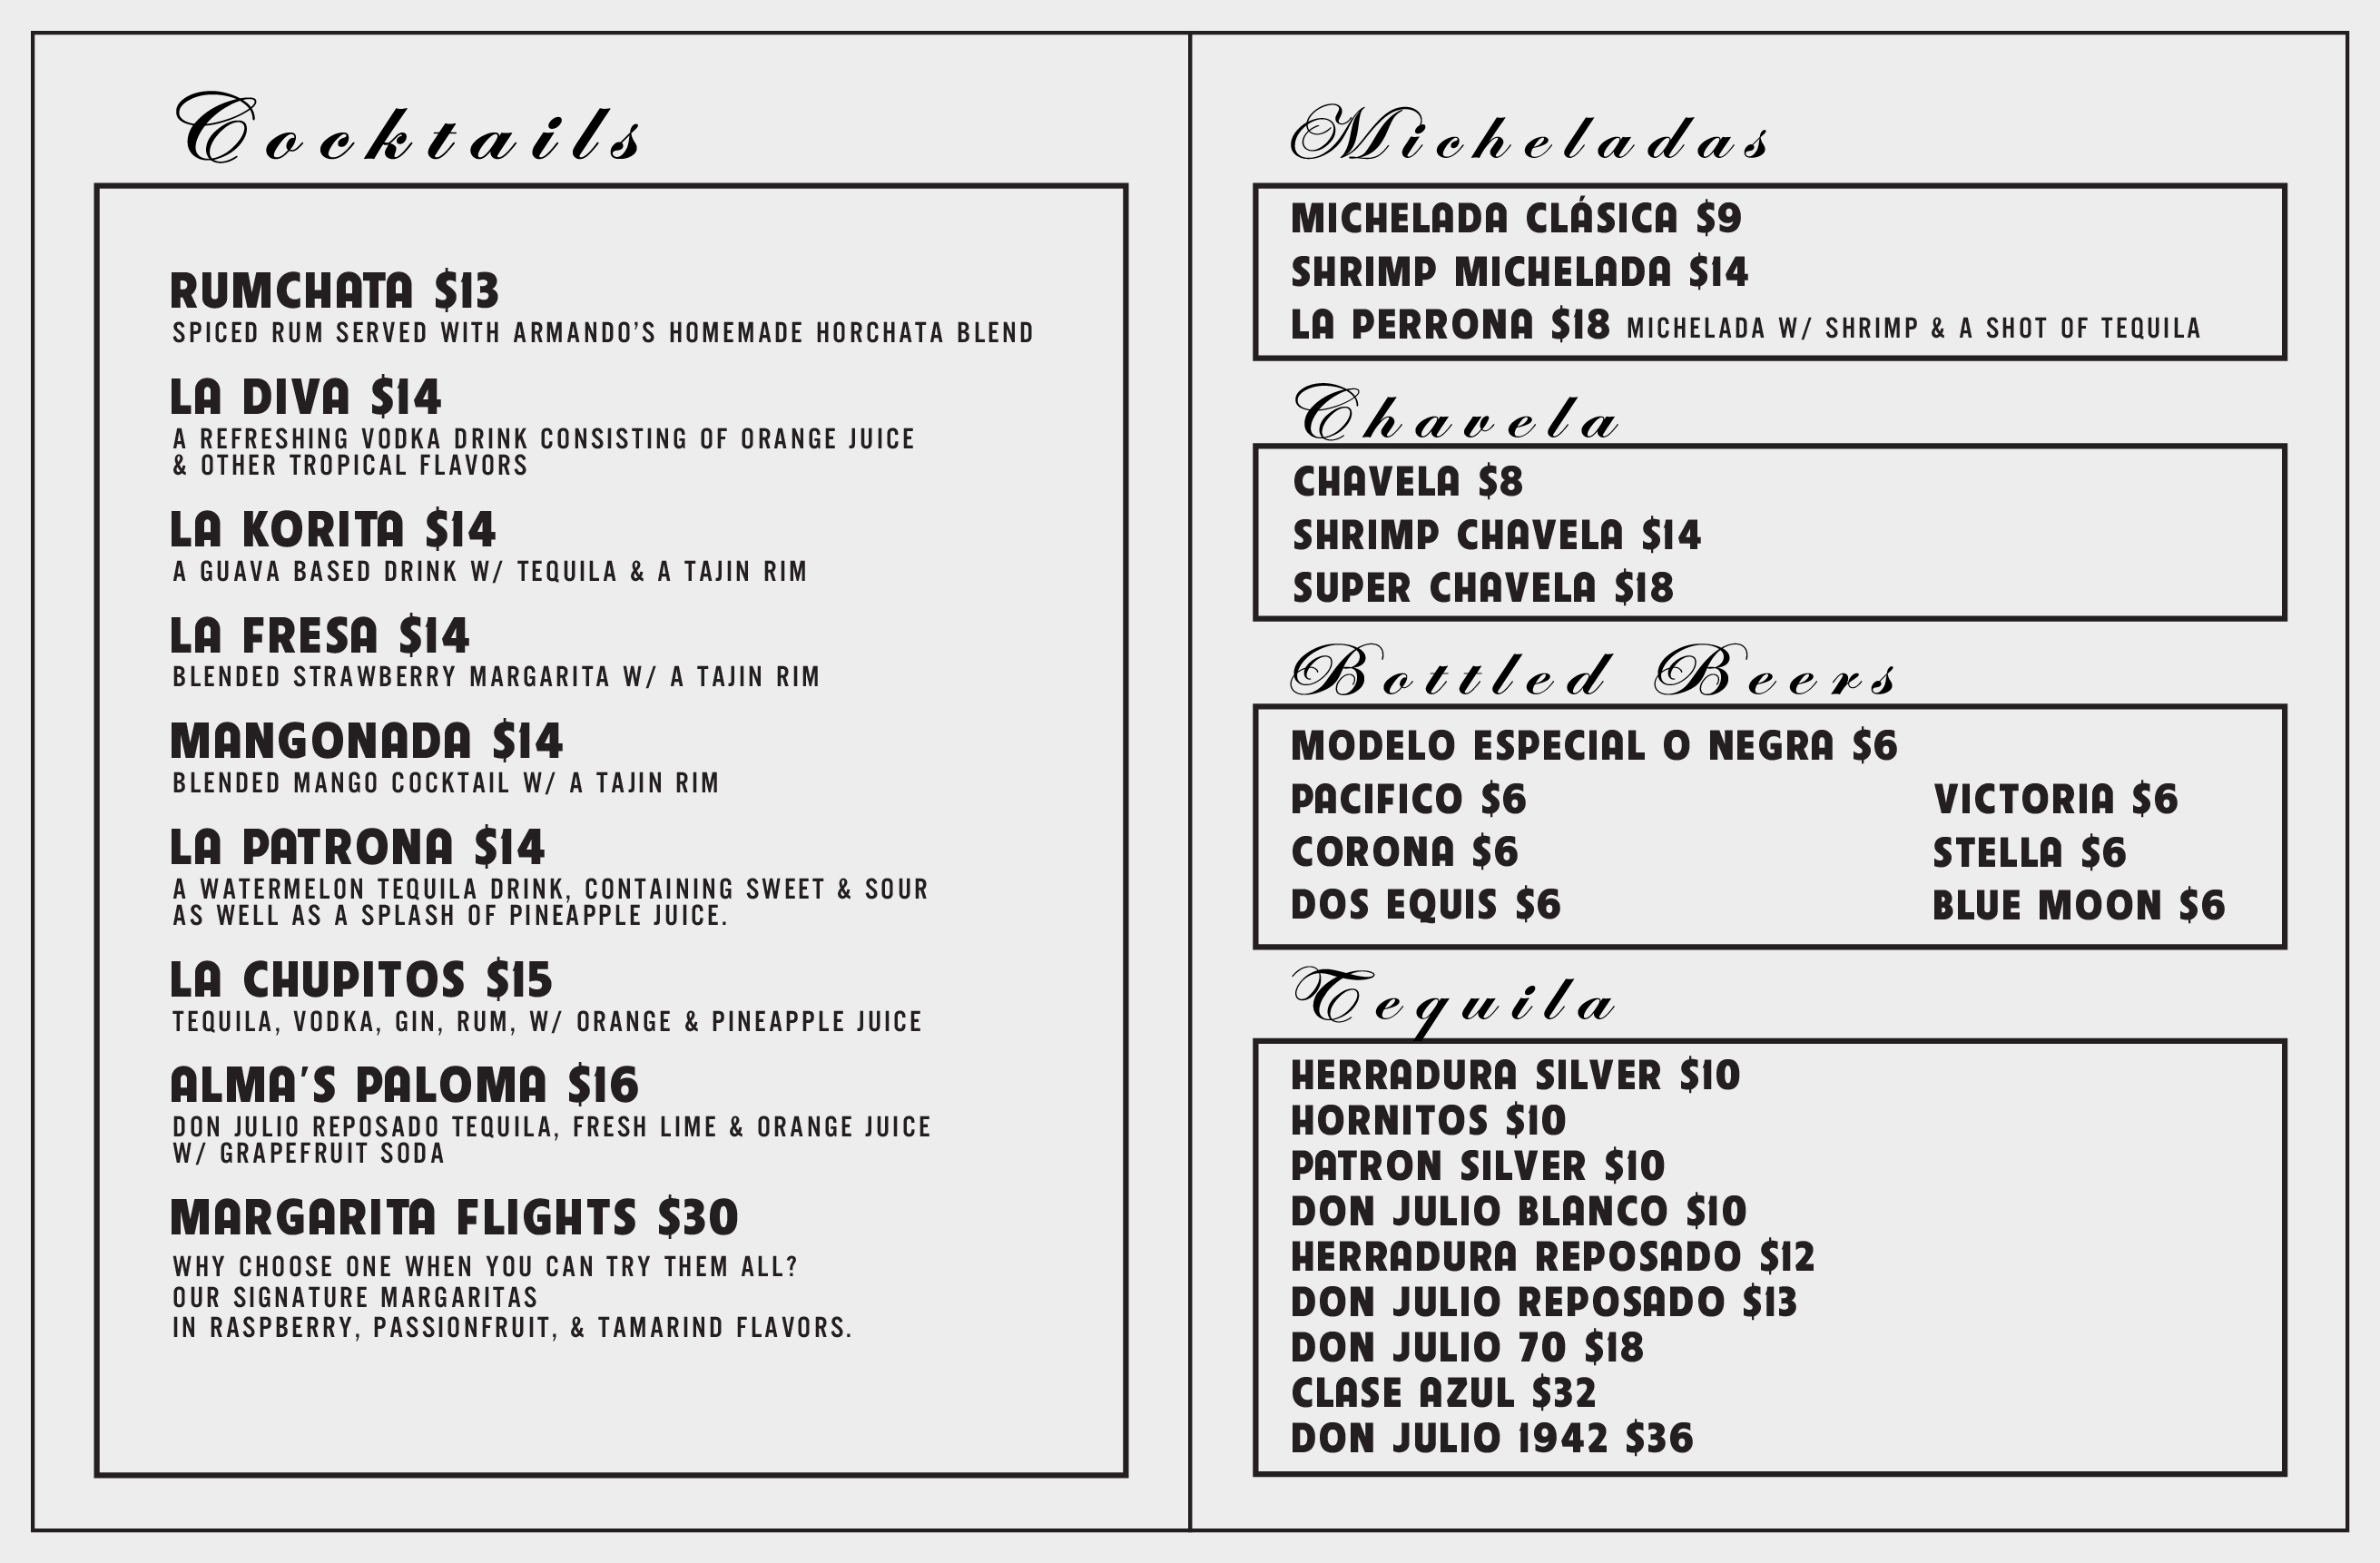 Cocktails
RUMCHATA $13
SPICED RUM SERVED WITH ARMANDO'S HOMEMADE HORCHATA BLEND
LA DIVA $14
A REFRESHING VODKA DRINK CONSISTING OF ORANGE JUICE
& OTHER TROPICAL FLAVORS
LA KORITA $14
A GUAVA BASED DRINK W/ TEQUILA & A TAJIN RIM
LA FRESA $14
BLENDED STRAWBERRY MARGARITA W/ A TAJIN RIM
MANGONADA $14
BLENDED MANGO COCKTAIL W/ A TAJIN RIM
LA PATRONA $14
A WATERMELON TEQUILA DRINK, CONTAINING SWEET & SOUR
AS WELL AS A SPLASH OF PINEAPPLE JUICE.
LA CHUPITOS $15
TEQUILA, VODKA, GIN, RUM, W/ ORANGE & PINEAPPLE JUICE
ALMA'S PALOMA $16
DON JULIO REPOSADO TEQUILA, FRESH LIME & ORANGE JUICE
W/ GRAPEFRUIT SODA
MARGARITA FLIGHTS $30
WHY CHOOSE ONE WHEN YOU CAN TRY THEM ALL?
OUR SIGNATURE MARGARITAS
IN RASPBERRY, PASSIONFRUIT, & TAMARIND FLAVORS.
Micheladas
MICHELADA CLÁSICA $9
SHRIMP MICHELADA $14
LA PERRONA $18 MICHELADA W/ SHRIMP & A SHOT OF TEQUILA
Chavela
CHAVELA $8
SHRIMP CHAVELA $14
SUPER CHAVELA $18
Bottled Beers
MODELO ESPECIAL O NEGRA $6
PACIFICO $6
CORONA $6
DOS EQUIS $6
VICTORIA $6
STELLA $6
BLUE MOON $6
Tequila
HERRADURA SILVER $10
HORNITOS $10
PATRON SILVER $10
DON JULIO BLANCO $10
HERRADURA REPOSADO $12
DON JULIO REPOSADO $13
DON JULIO 70 $18
CLASE AZUL $32
DON JULIO 1942 $36